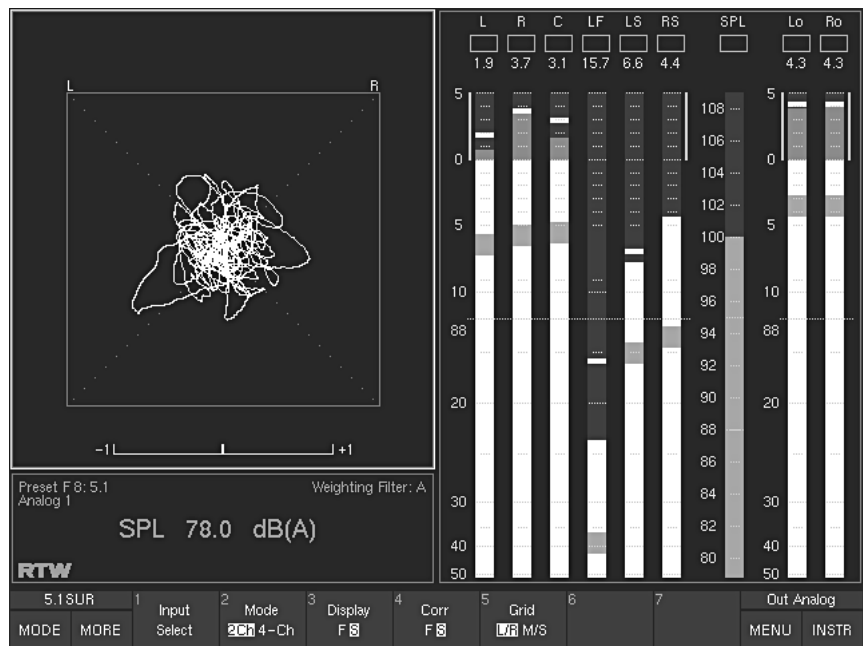 L R
-1 +1
Preset F 8: 5.1 Weighting Filter: A
Analog 1
SPL 78.0 dB(A)
RTW
L R C LF LS RS SPL Lo Ro
1.9 3.7 3.1 15.7 6.6 4.4 4.3 4.3
5 108 5
106
0 0
104
102
5 100 5
98
10 96 10
88 94 88
92
20 90 20
88
86
30 84 30
82
40 80 40
50 50
5.1SUR 1 2 3 4 5 6 7 Out Analog
Input Mode Display Corr Grid
MODE MORE Select 2Ch 4-Ch F S F S L/R M/S MENU INSTR